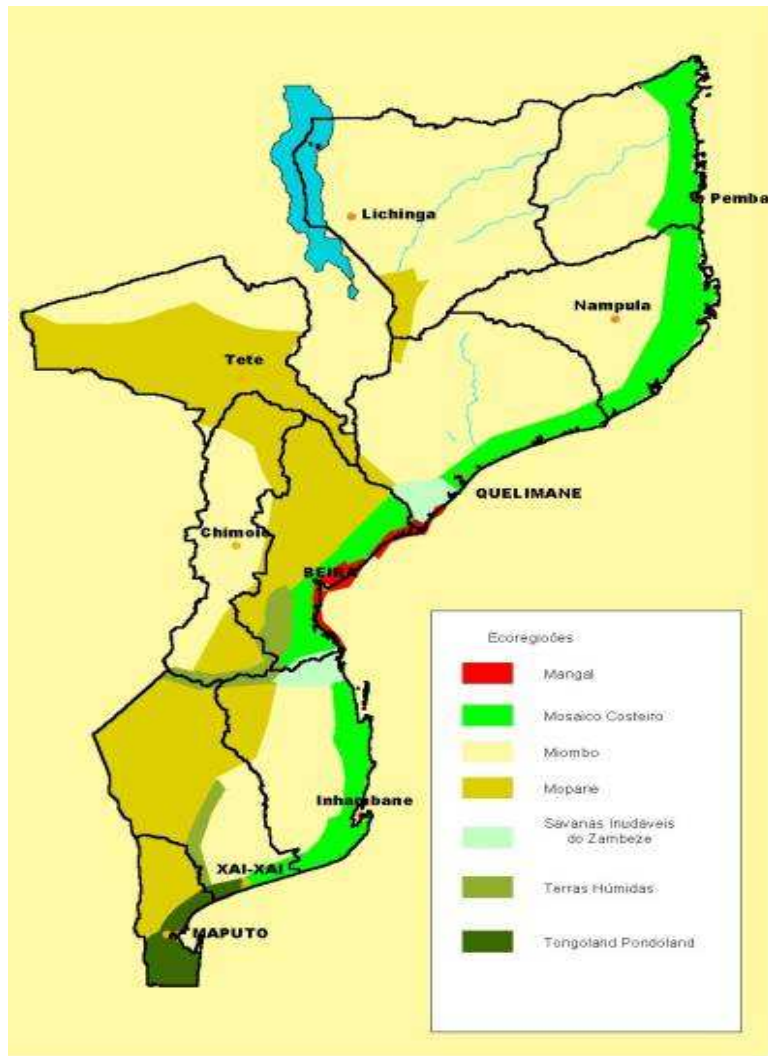 Lichinga
Pemba
Nampula
Tete
QUELIMANE
Chimoio
BEIRA
Ecoregioões
Mangal
Mosaico Costeiro
Miombo
Mopane
Savanas Inudáveis
do Zambeze
Inhambane
Terras Húmidas
XAI-XAI
MAPUTO
Tongoland Pondoland